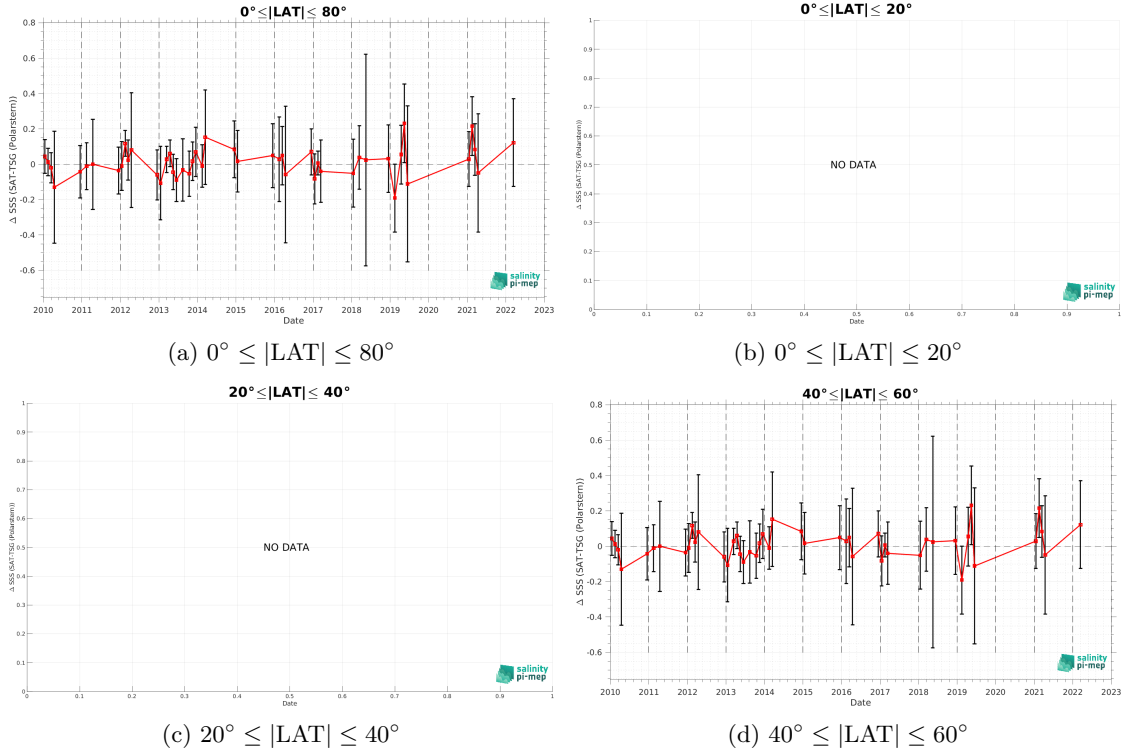 0°≤|LAT|≤ 80°
0.8
0.6
0.4
0.2
0
-0.2
-0.4
-0.6
Δ SSS (SAT-TSG (Polarstern))
2010 2011 2012 2013 2014 2015 2016 2017 2018 2019 2020 2021 2022 2023
Date
salinity
pi-mep
(a) 0° ≤ |LAT| ≤ 80°
0°≤|LAT|≤ 20°
1
0.9
0.8
0.7
0.6
0.5
0.4
0.3
0.2
0.1
0
Δ SSS (SAT-TSG (Polarstern))
NO DATA
0 0.1 0.2 0.3 0.4 0.5 0.6 0.7 0.8 0.9 1
Date
salinity
pi-mep
(b) 0° ≤ |LAT| ≤ 20°
20°≤|LAT|≤ 40°
1
0.9
0.8
0.7
0.6
0.5
0.4
0.3
0.2
0.1
0
Δ SSS (SAT-TSG (Polarstern))
NO DATA
0 0.1 0.2 0.3 0.4 0.5 0.6 0.7 0.8 0.9 1
Date
salinity
pi-mep
(c) 20° ≤ |LAT| ≤ 40°
40°≤|LAT|≤ 60°
0.8
0.6
0.4
0.2
0
-0.2
-0.4
-0.6
Δ SSS (SAT-TSG (Polarstern))
2010 2011 2012 2013 2014 2015 2016 2017 2018 2019 2020 2021 2022 2023
Date
salinity
pi-mep
(d) 40° ≤ |LAT| ≤ 60°